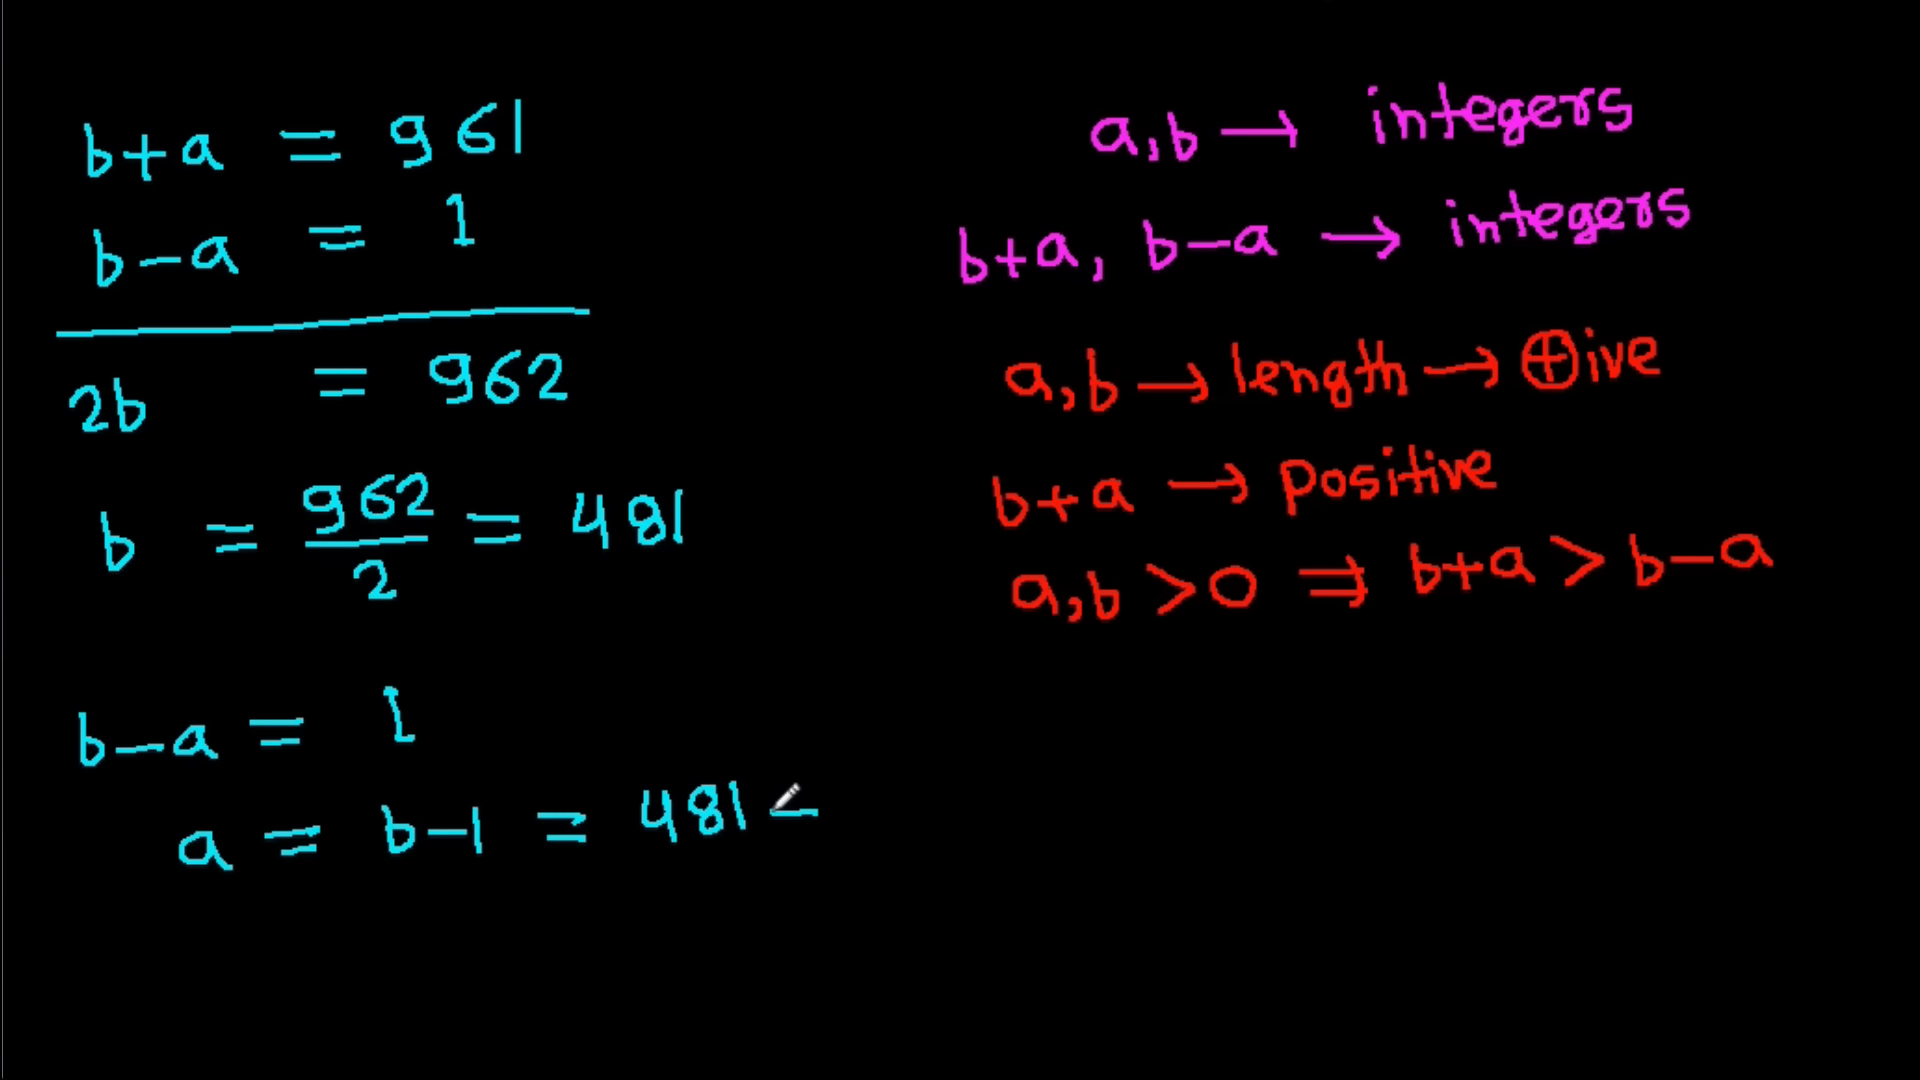 b+a = 961
b-a = 1
2b = 962
b = 962/2 = 481
b-a = 1
a = b-1 = 481-
a,b → integers
b+a, b-a → integers
a,b → length → ⊕ive
b+a → positive
a,b > 0 ⇒ b+a > b-a